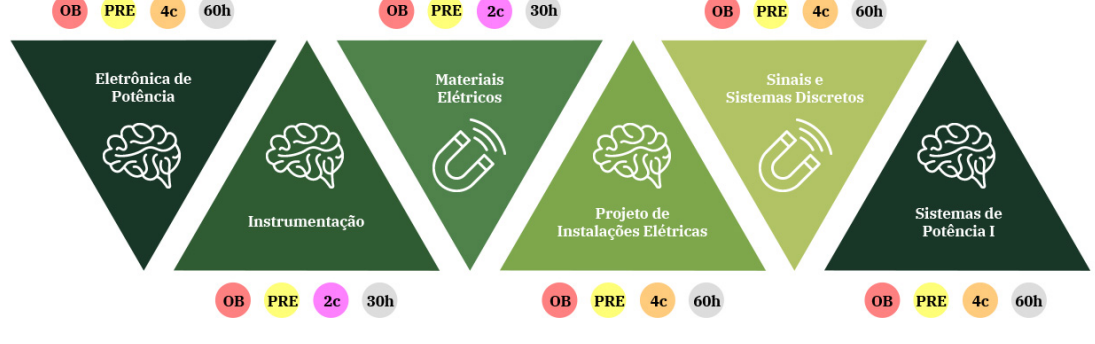 OB PRE 4c 60h
OB PRE 2c 30h
OB PRE 4c 60h
Eletrônica de
Potência
Instrumentação
Materiais
Elétricos
Projeto de
Instalações Elétricas
Sinais e
Sistemas Discretos
Sistemas de
Potência I
OB PRE 2c 30h
OB PRE 4c 60h
OB PRE 4c 60h